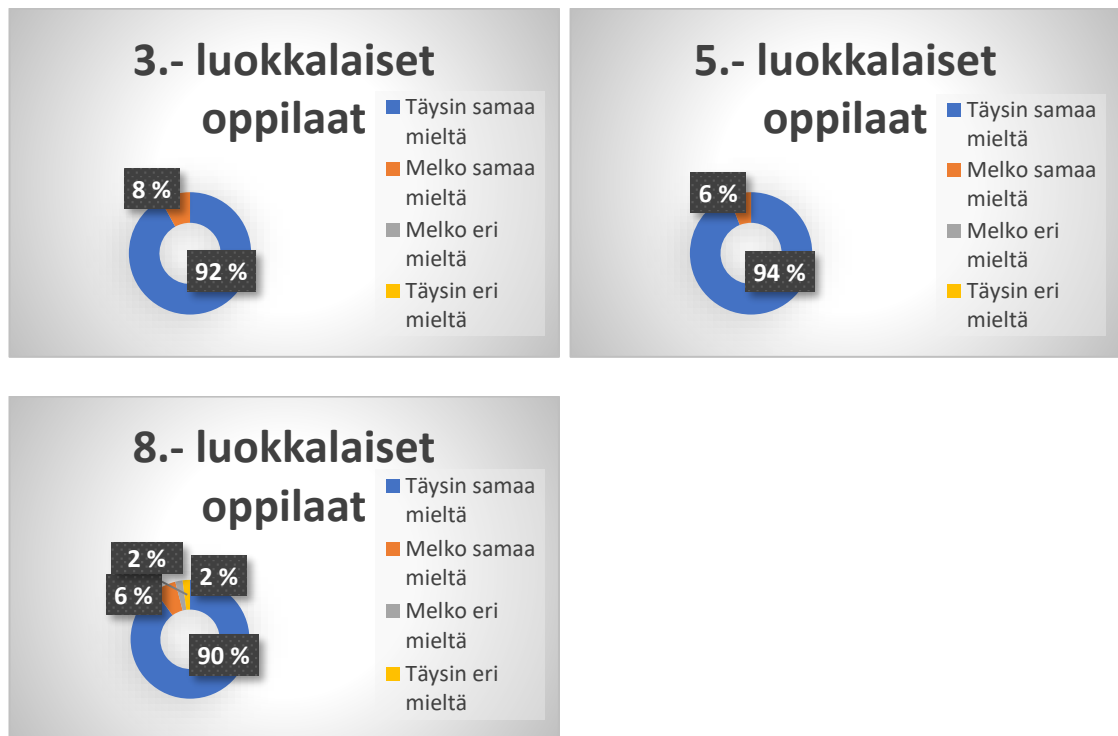 3.- luokkalaiset
oppilaat
Täysin samaa
mieltä
Melko samaa
mieltä
Melko eri
mieltä
Täysin eri
mieltä
8 %
92 %
5.- luokkalaiset
oppilaat
Täysin samaa
mieltä
Melko samaa
mieltä
Melko eri
mieltä
Täysin eri
mieltä
6 %
94 %
8.- luokkalaiset
oppilaat
Täysin samaa
mieltä
Melko samaa
mieltä
Melko eri
mieltä
Täysin eri
mieltä
2 %
2 %
6 %
90 %